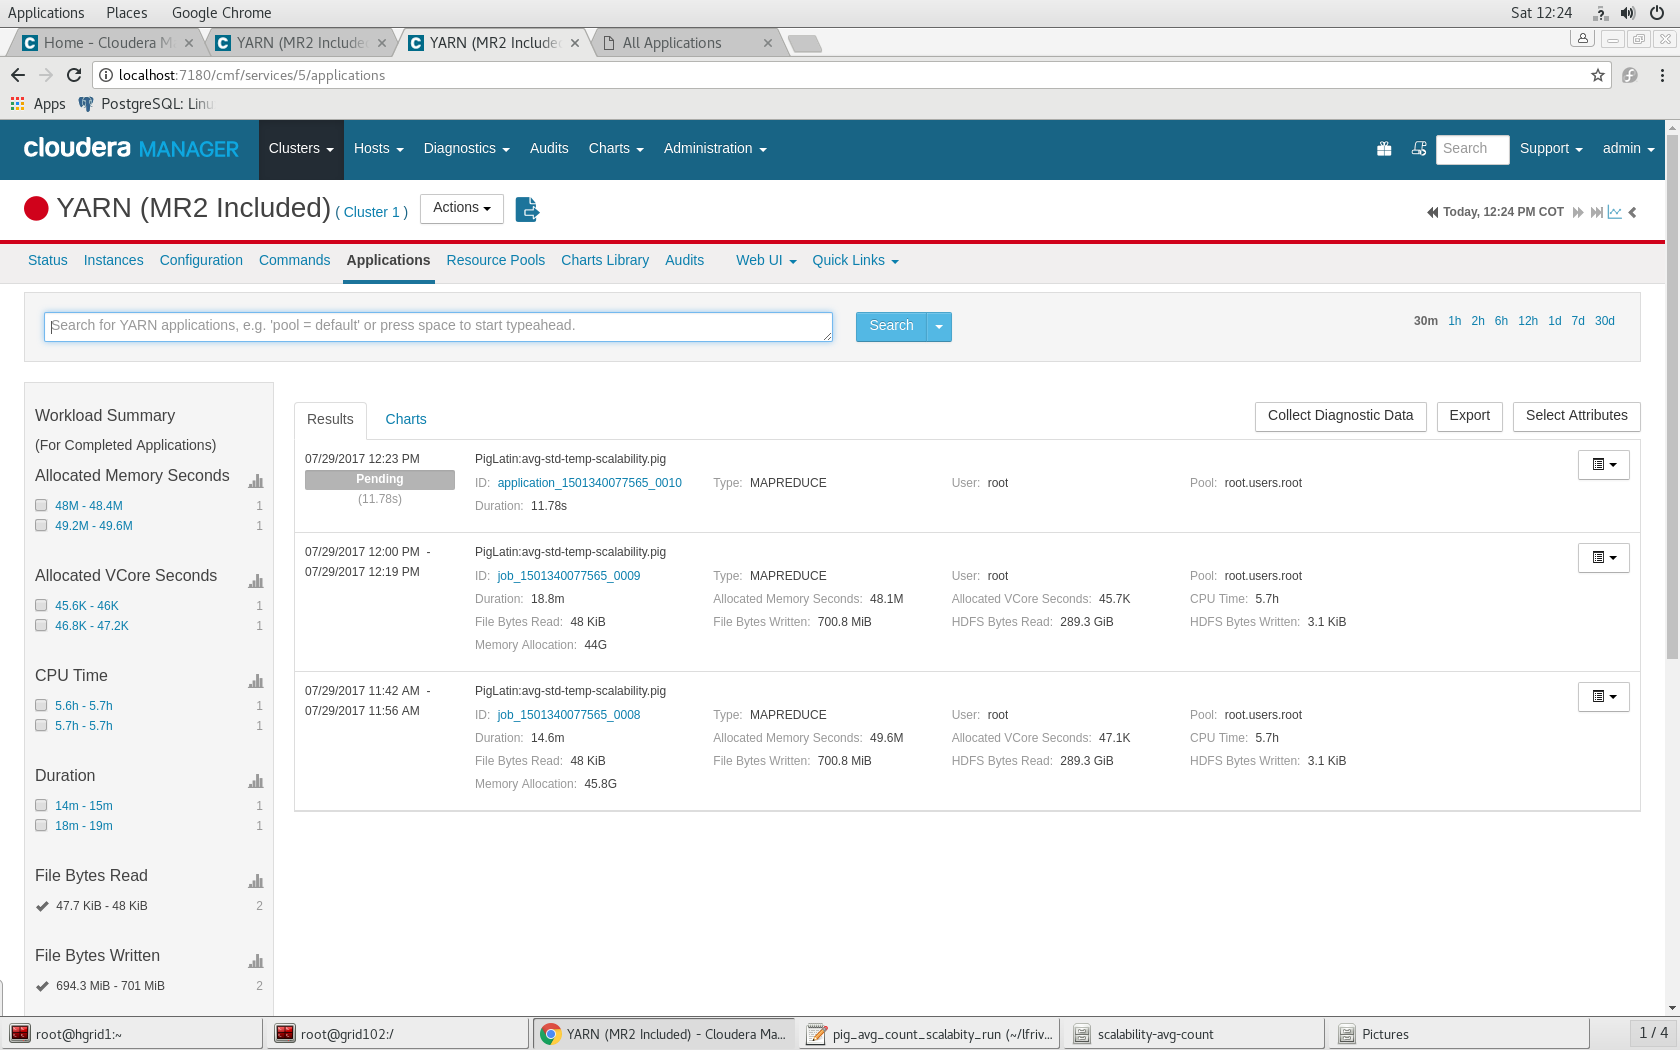 Applications Places Google Chrome Sat 12:24
Home - Cloudera M YARN (MR2 Include YARN (MR2 Include All Applications
localhost:7180/cmf/services/5/applications
Apps PostgreSQL: Linu
cloudera MANAGER Clusters Hosts Diagnostics Audits Charts Administration Search Support admin
YARN (MR2 Included) ( Cluster 1 ) Actions Today, 12:24 PM COT
Status Instances Configuration Commands Applications Resource Pools Charts Library Audits Web UI Quick Links
Search for YARN applications, e.g. 'pool = default' or press space to start typeahead. Search 30m 1h 2h 6h 12h 1d 7d 30d
Workload Summary
(For Completed Applications)
Allocated Memory Seconds
48M - 48.4M 1
49.2M - 49.6M 1
Allocated VCore Seconds
45.6K - 46K 1
46.8K - 47.2K 1
CPU Time
5.6h - 5.7h 1
5.7h - 5.7h 1
Duration
14m - 15m 1
18m - 19m 1
File Bytes Read
47.7 KiB - 48 KiB 2
File Bytes Written
694.3 MiB - 701 MiB 2
Results Charts Collect Diagnostic Data Export Select Attributes
07/29/2017 12:23 PM PigLatin:avg-std-temp-scalability.pig
Pending ID: application_1501340077565_0010 Type: MAPREDUCE User: root Pool: root.users.root
(11.78s) Duration: 11.78s
07/29/2017 12:00 PM - PigLatin:avg-std-temp-scalability.pig
07/29/2017 12:19 PM ID: job_1501340077565_0009 Type: MAPREDUCE User: root Pool: root.users.root
Duration: 18.8m Allocated Memory Seconds: 48.1M Allocated VCore Seconds: 45.7K CPU Time: 5.7h
File Bytes Read: 48 KiB File Bytes Written: 700.8 MiB HDFS Bytes Read: 289.3 GiB HDFS Bytes Written: 3.1 KiB
Memory Allocation: 44G
07/29/2017 11:42 AM - PigLatin:avg-std-temp-scalability.pig
07/29/2017 11:56 AM ID: job_1501340077565_0008 Type: MAPREDUCE User: root Pool: root.users.root
Duration: 14.6m Allocated Memory Seconds: 49.6M Allocated VCore Seconds: 47.1K CPU Time: 5.7h
File Bytes Read: 48 KiB File Bytes Written: 700.8 MiB HDFS Bytes Read: 289.3 GiB HDFS Bytes Written: 3.1 KiB
Memory Allocation: 45.8G
root@hgrid1:~ root@grid102:/ YARN (MR2 Included) - Cloudera Ma... pig_avg_count_scalabity_run (~/lfriv... scalability-avg-count Pictures 1 / 4